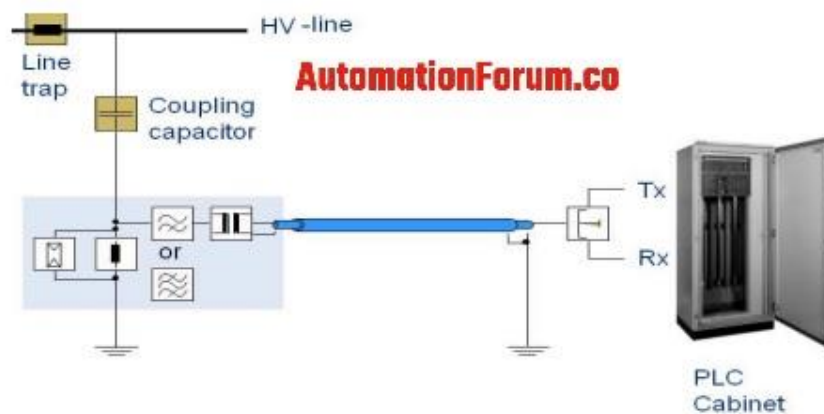 HV -line
Line
trap
AutomationForum.co
Coupling
capacitor
Tx
or
Rx
PLC
Cabinet